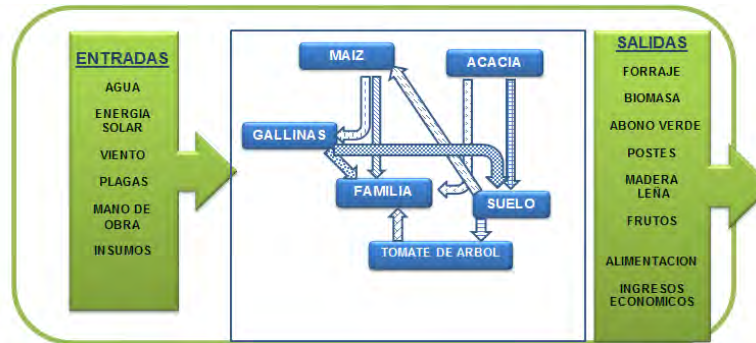 ENTRADAS
AGUA
ENERGIA
SOLAR
VIENTO
PLAGAS
MANO DE
OBRA
INSUMOS
MAIZ
ACACIA
GALLINAS
FAMILIA
SUELO
TOMATE DE ARBOL
SALIDAS
FORRAJE
BIOMASA
ABONO VERDE
POSTES
MADERA
LEÑA
FRUTOS
ALIMENTACION
INGRESOS
ECONOMICOS